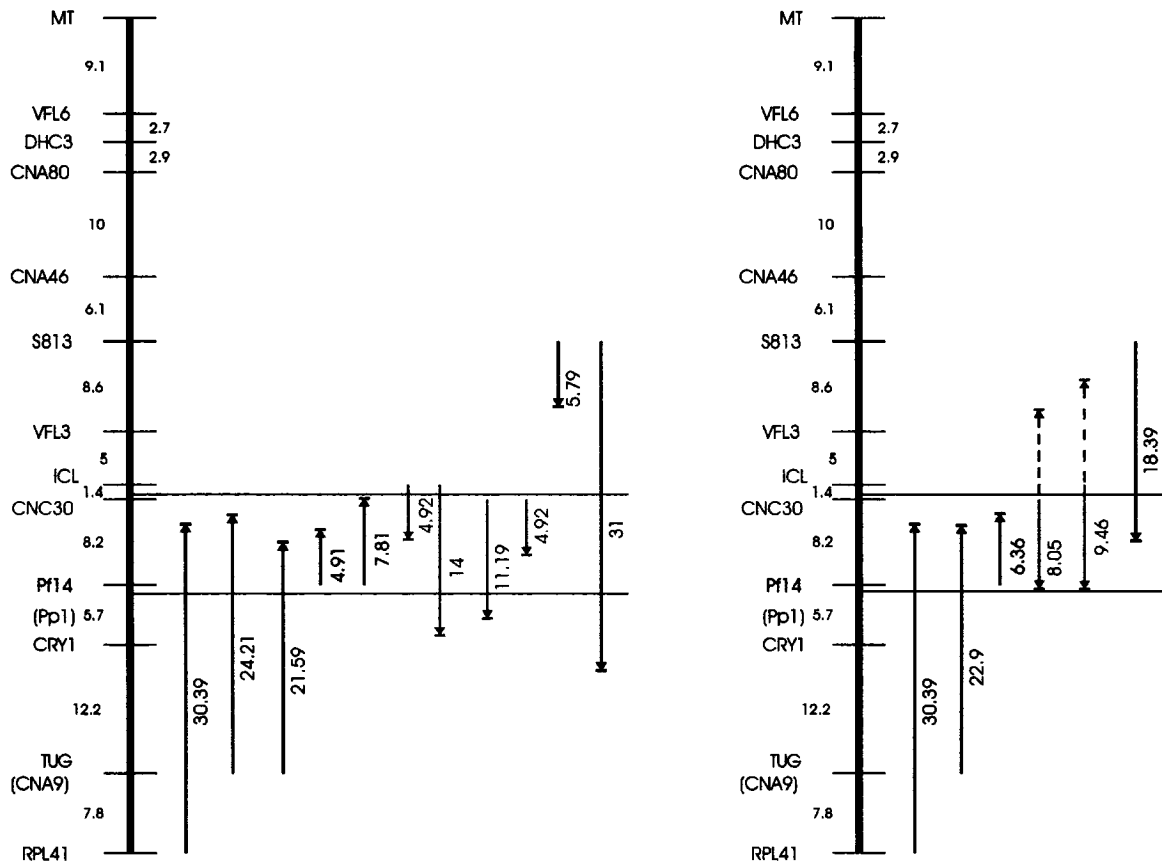 MT
9.1
VFL6
2.7
DHC3
2.9
CNA80
10
CNA46
6.1
S813
8.6
VFL3
5
ICL
1.4
CNC30
8.2
Pf14
(Pp1) 5.7
CRY1
12.2
TUG
(CNA9)
7.8
RPL41
30.39
24.21
21.59
4.91
7.81
4.92
14
11.19
4.92
5.79
31
MT
9.1
VFL6
2.7
DHC3
2.9
CNA80
10
CNA46
6.1
S813
8.6
VFL3
5
ICL
1.4
CNC30
8.2
Pf14
(Pp1) 5.7
CRY1
12.2
TUG
(CNA9)
7.8
RPL41
30.39
22.9
6.36
8.05
9.46
18.39